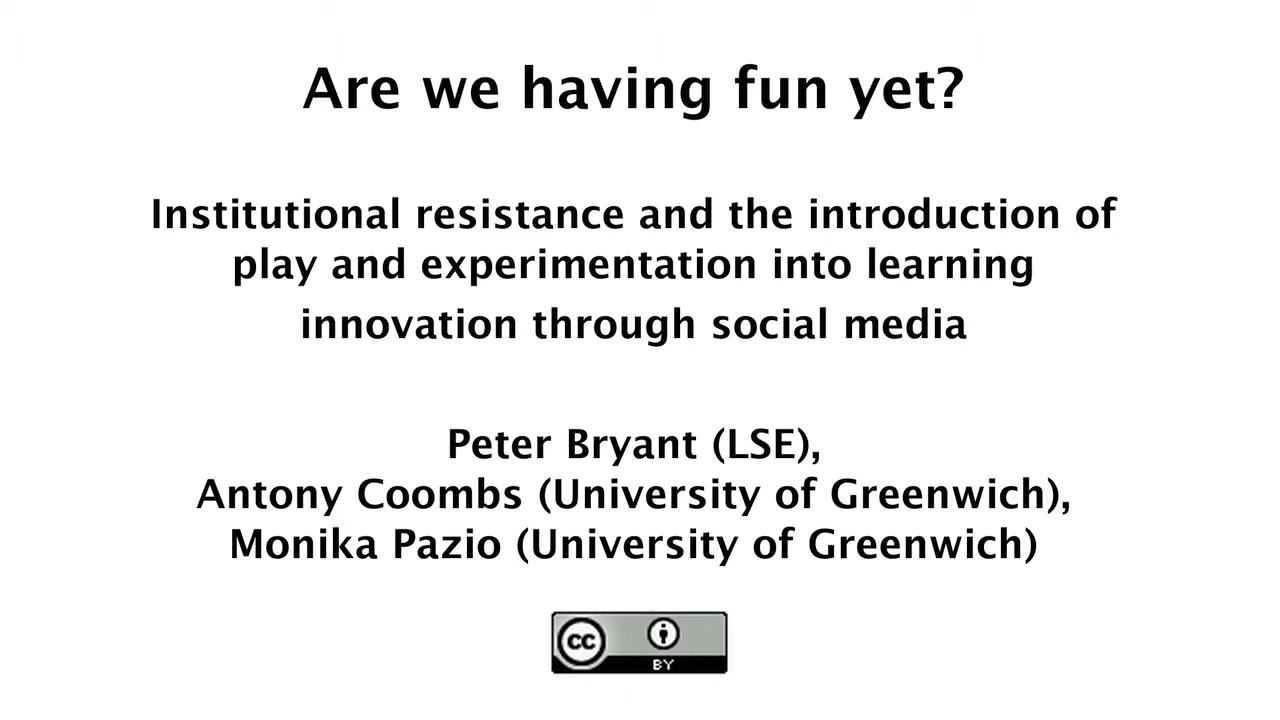 Are we having fun yet?
Institutional resistance and the introduction of
play and experimentation into learning
innovation through social media
Peter Bryant (LSE),
Antony Coombs (University of Greenwich),
Monika Pazio (University of Greenwich)
cc
BY